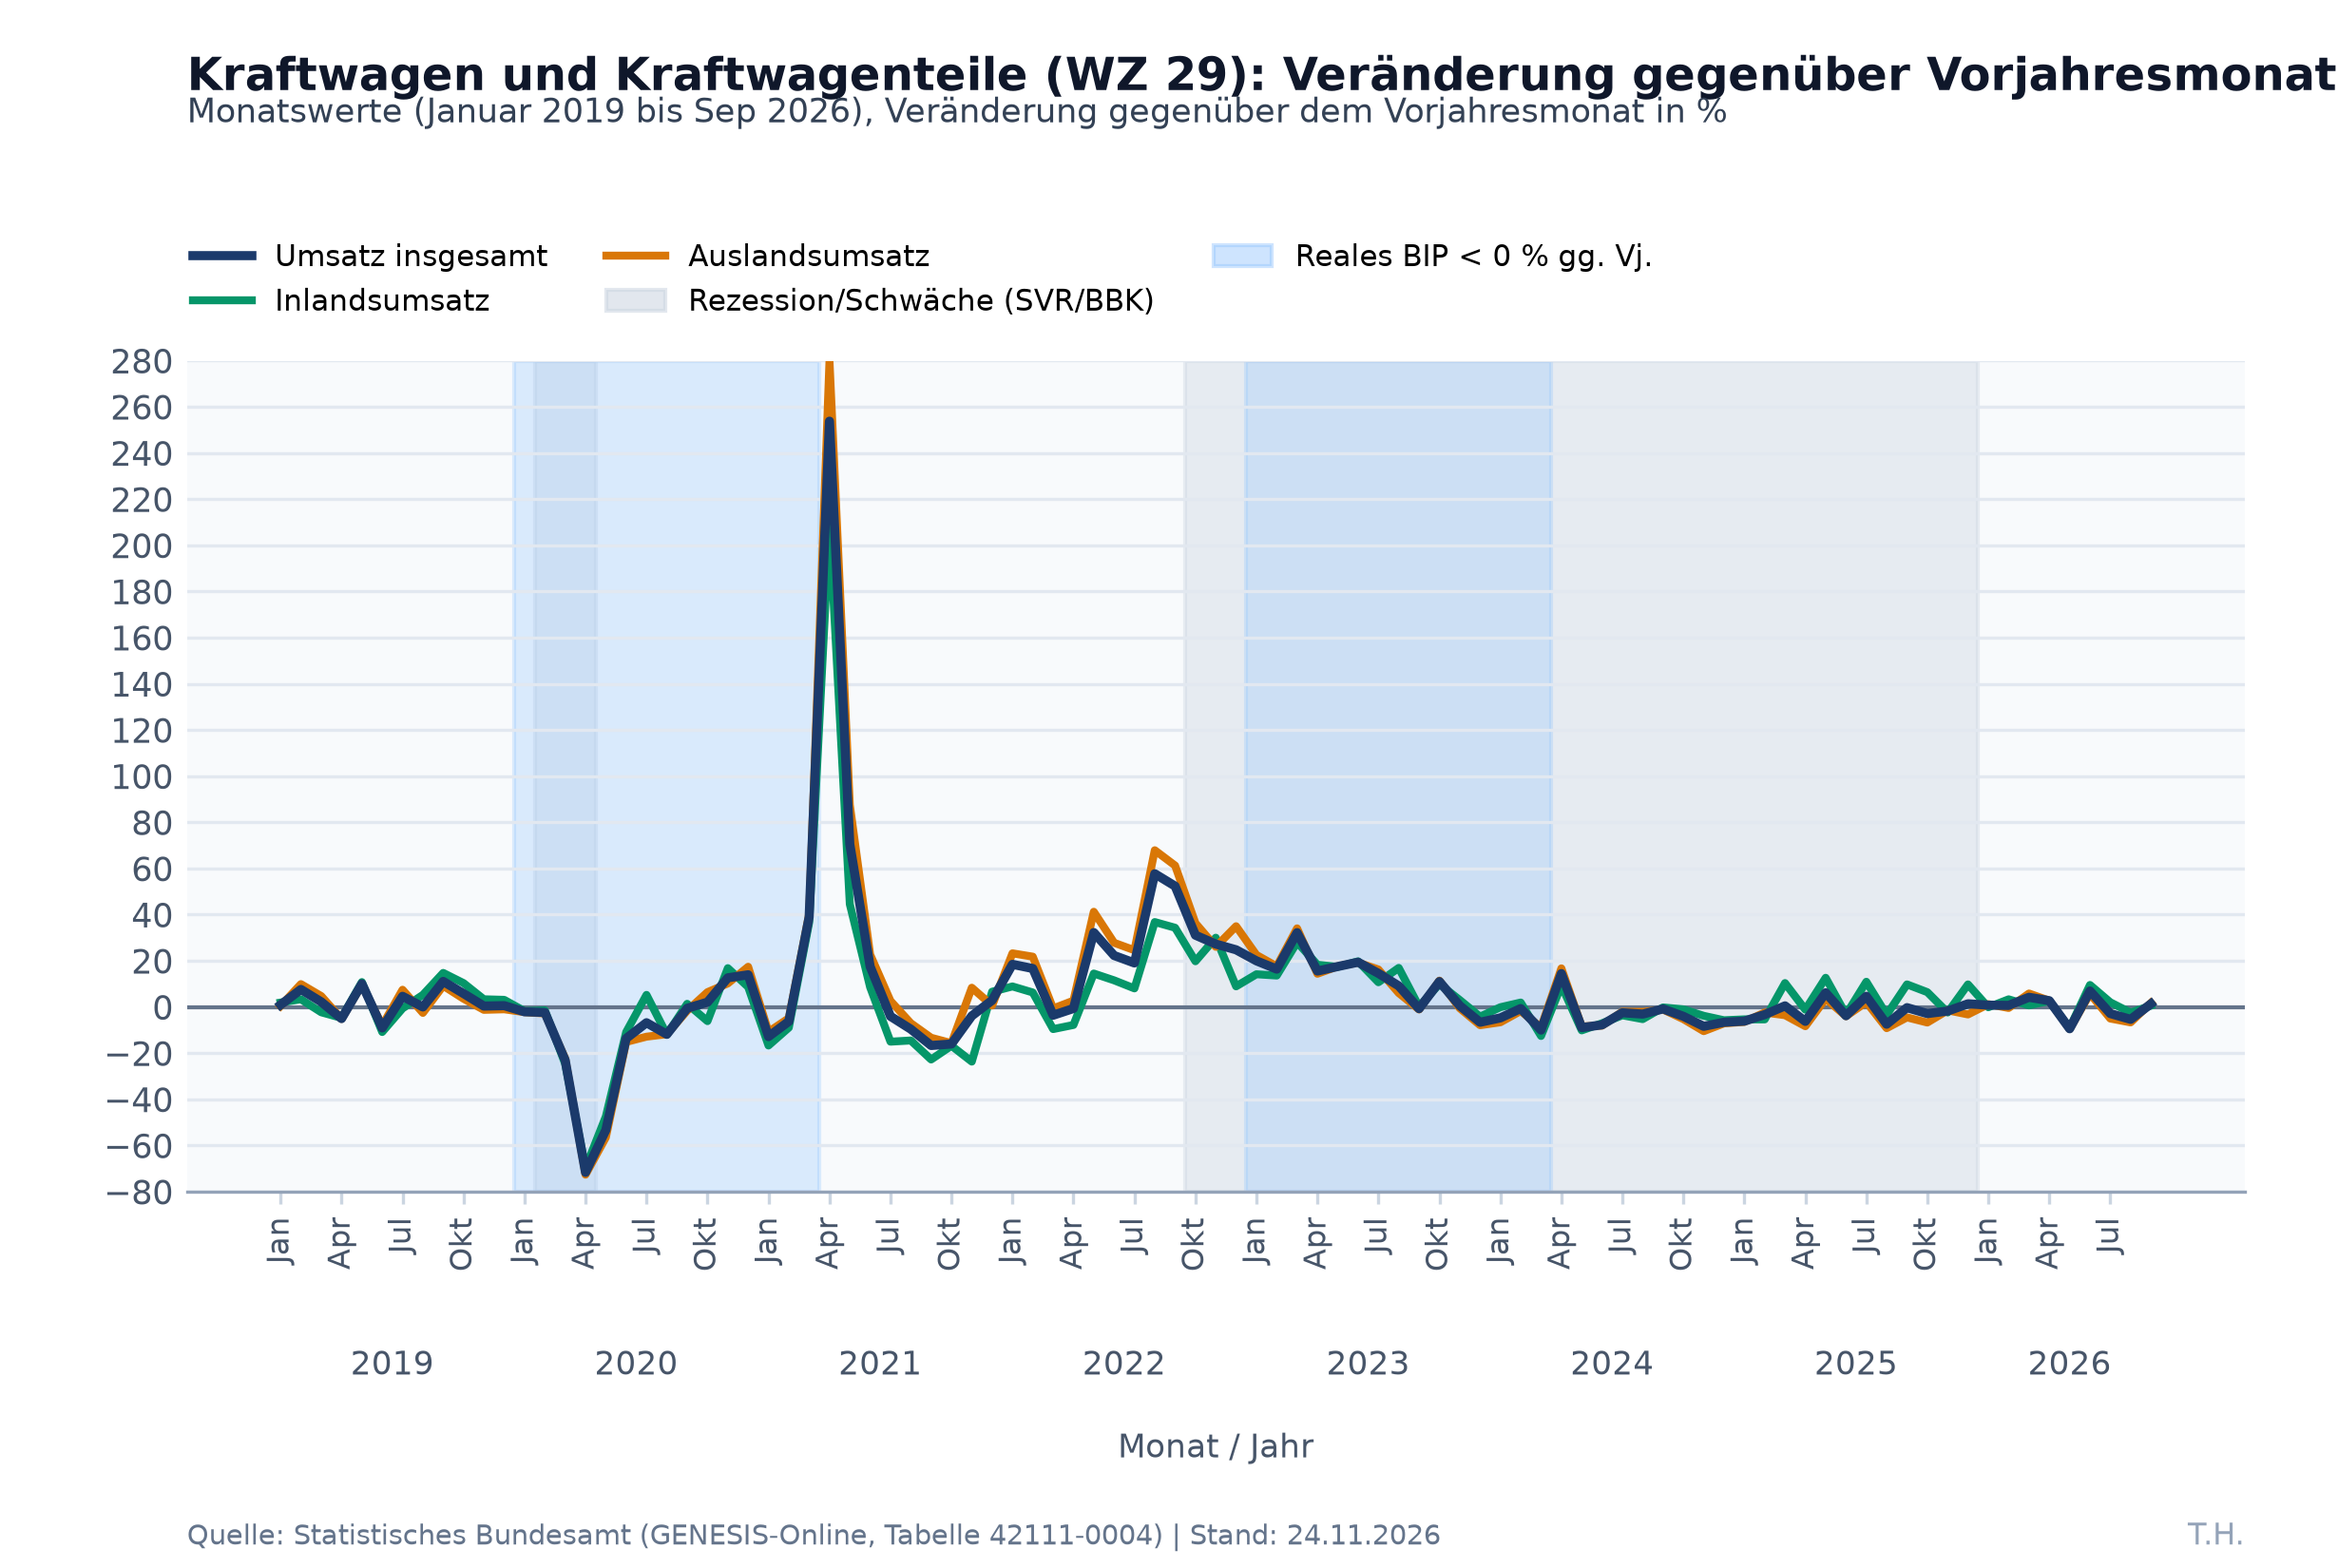 Kraftwagen und Kraftwagenteile (WZ 29): Veränderung gegenüber Vorjahresmonat
Monatswerte (Januar 2019 bis Sep 2026), Veränderung gegenüber dem Vorjahresmonat in %
Umsatz insgesamt Auslandsumsatz Reales BIP < 0 % gg. Vj.
Inlandsumsatz Rezession/Schwäche (SVR/BBK)
280
260
240
220
200
180
160
140
120
100
80
60
40
20
0
−20
−40
−60
−80
Jan Apr Jul Okt Jan Apr Jul Okt Jan Apr Jul Okt Jan Apr Jul Okt Jan Apr Jul Okt Jan Apr Jul Okt Jan Apr Jul Okt Jan Apr Jul
2019 2020 2021 2022 2023 2024 2025 2026
Monat / Jahr
Quelle: Statistisches Bundesamt (GENESIS-Online, Tabelle 42111-0004) | Stand: 24.11.2026 T.H.